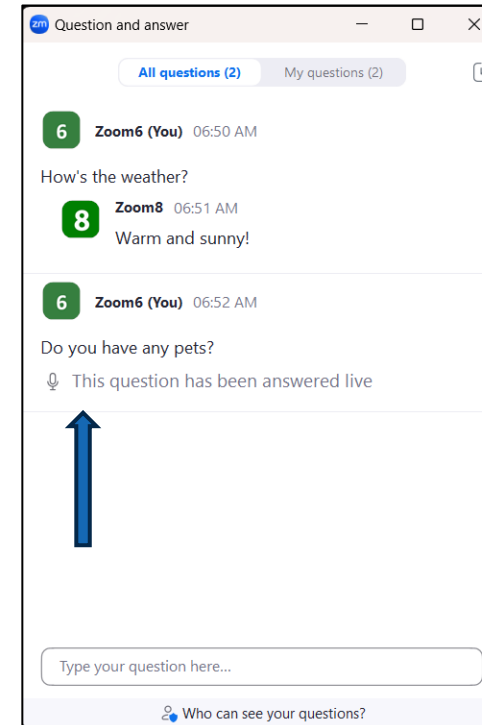 zm Question and answer
All questions (2) My questions (2)
6 Zoom6 (You) 06:50 AM
How's the weather?
8 Zoom8 06:51 AM
Warm and sunny!
6 Zoom6 (You) 06:52 AM
Do you have any pets?
This question has been answered live
Type your question here...
Who can see your questions?